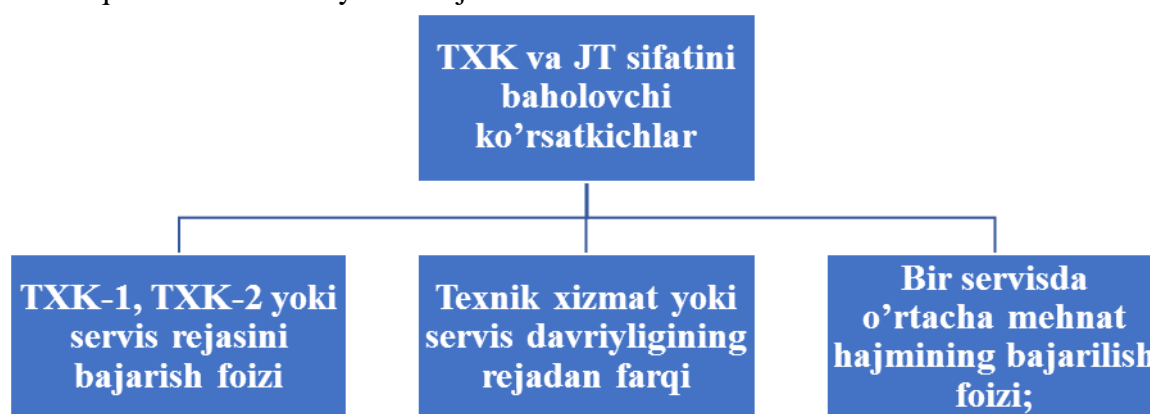 TXK va JT sifatini
baholovchi
ko’rsatkichlar
TXK-1, TXK-2 yoki
servis rejasini
bajarish foizi
Texnik xizmat yoki
servis davriyligining
rejadan farqi
Bir servisda
o’rtacha mehnat
hajmining bajarilish
foizi;